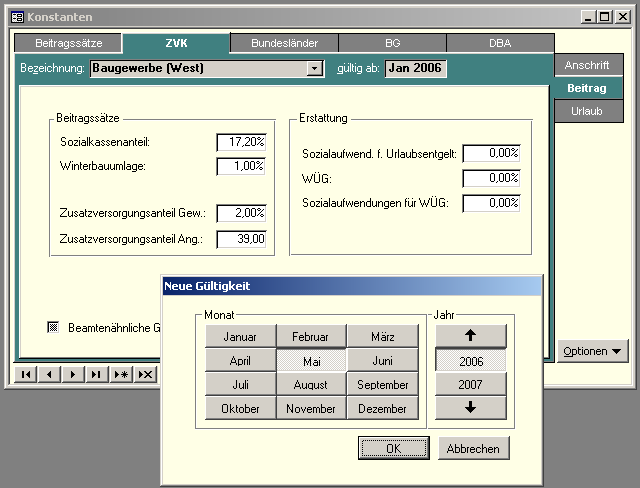 Konstanten
Beitragssätze ZVK Bundesländer BG DBA
Bezeichnung: Baugewerbe (West) gültig ab: Jan 2006
Anschrift
Beitrag
Urlaub
Beitragssätze
Sozialkassenanteil: 17,20%
Winterbauumlage: 1,00%
Zusatzversorgungsanteil Gew.: 2,00%
Zusatzversorgungsanteil Ang.: 39,00
Erstattung
Sozialaufwend. f. Urlaubsentgelt: 0,00%
WÜG: 0,00%
Sozialaufwendungen für WÜG: 0,00%
Beamtenähnliche G
Optionen
Neue Gültigkeit
Monat
Januar Februar März
April Mai Juni
Juli August September
Oktober November Dezember
Jahr
2006
2007
OK Abbrechen